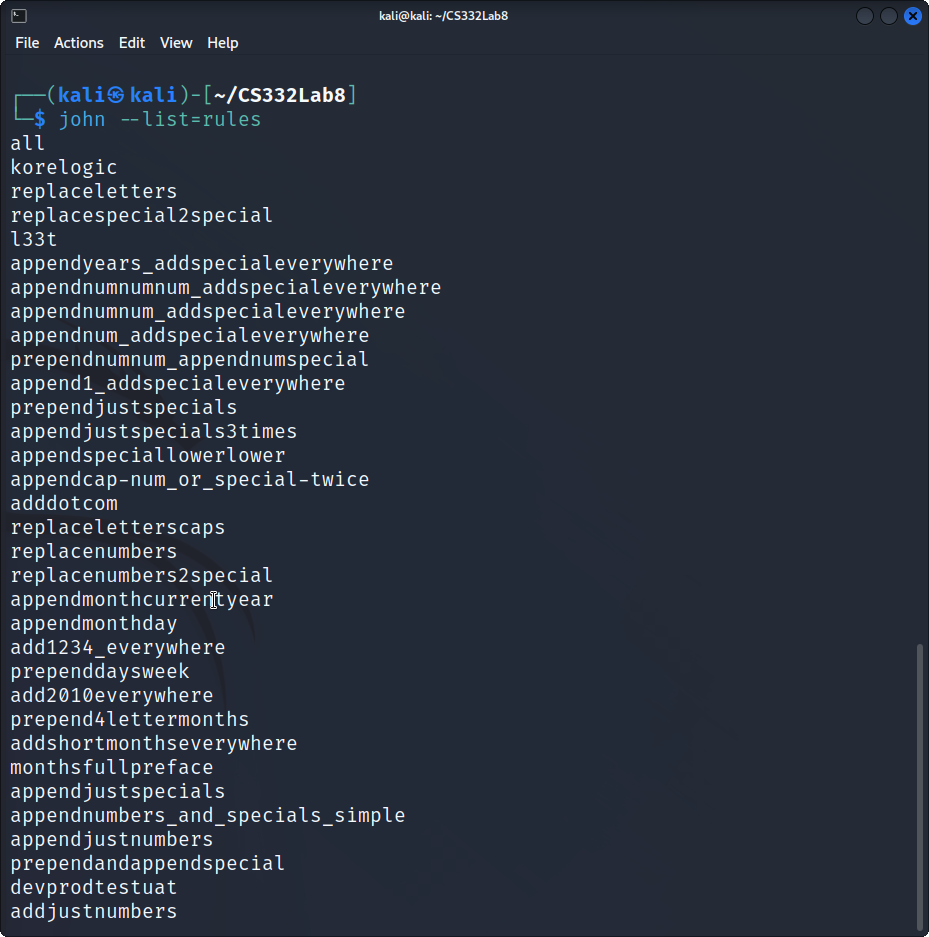 kali@kali: ~/CS332Lab8
File Actions Edit View Help
┌──(kali㉿kali)-[~/CS332Lab8]
└─$ john --list=rules
all
korelogic
replaceletters
replacespecial2special
l33t
appendyears_addspecialeverywhere
appendnumnumnum_addspecialeverywhere
appendnumnum_addspecialeverywhere
appendnum_addspecialeverywhere
prependnumnum_appendnumspecial
append1_addspecialeverywhere
prependjustspecials
appendjustspecials3times
appendspeciallowerlower
appendcap-num_or_special-twice
adddotcom
replaceletterscaps
replacenumbers
replacenumbers2special
appendmonthcurrentyear
appendmonthday
add1234_everywhere
prependdaysweek
add2010everywhere
prepend4lettermonths
addshortmonthseverywhere
monthsfullpreface
appendjustspecials
appendnumbers_and_specials_simple
appendjustnumbers
prependandappendspecial
devprodtestuat
addjustnumbers